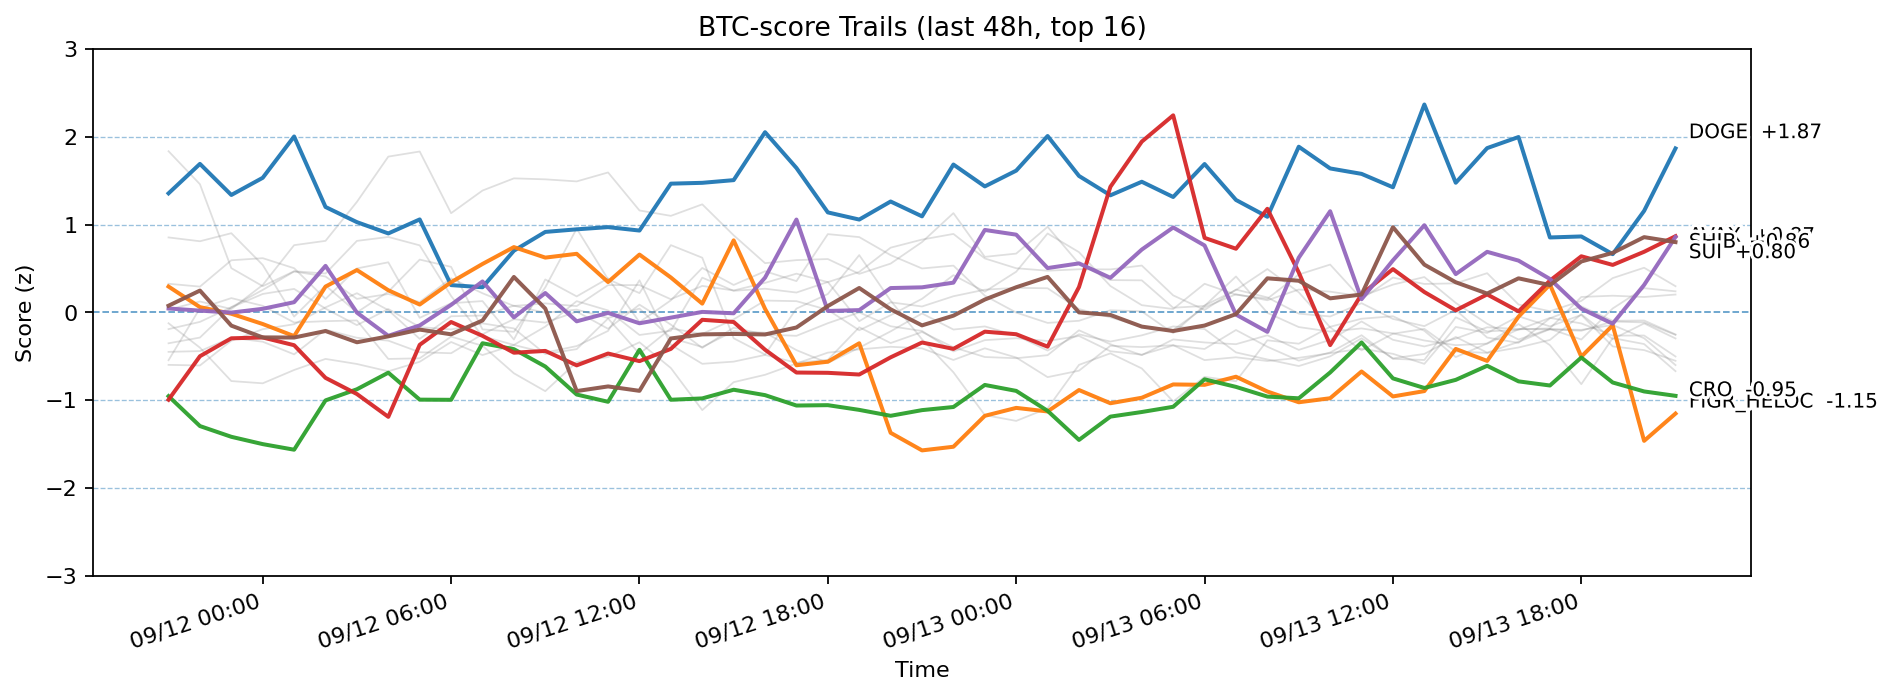 BTC-score Trails (last 48h, top 16)
3
2
1
0
−1
−2
−3
Score (z)
DOGE +1.87
SUI +0.80
CRO -0.95
FIGR_HELOC -1.15
09/12 00:00
09/12 06:00
09/12 12:00
09/12 18:00
09/13 00:00
09/13 06:00
09/13 12:00
09/13 18:00
Time